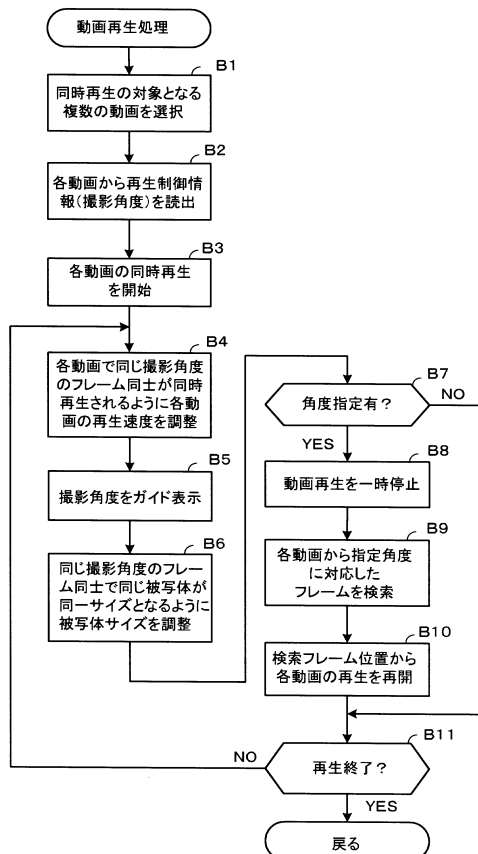 動画再生処理
B1
同時再生の対象となる
複数の動画を選択
B2
各動画から再生制御情
報(撮影角度)を読出
B3
各動画の同時再生
を開始
B4
各動画で同じ撮影角度
のフレーム同士が同時
再生されるように各動
画の再生速度を調整
B5
撮影角度をガイド表示
B6
同じ撮影角度のフレー
ム同士で同じ被写体が
同一サイズとなるように
被写体サイズを調整
B7
角度指定有?
NO
YES
B8
動画再生を一時停止
B9
各動画から指定角度
に対応した
フレームを検索
B10
検索フレーム位置から
各動画の再生を再開
B11
再生終了?
NO
YES
戻る